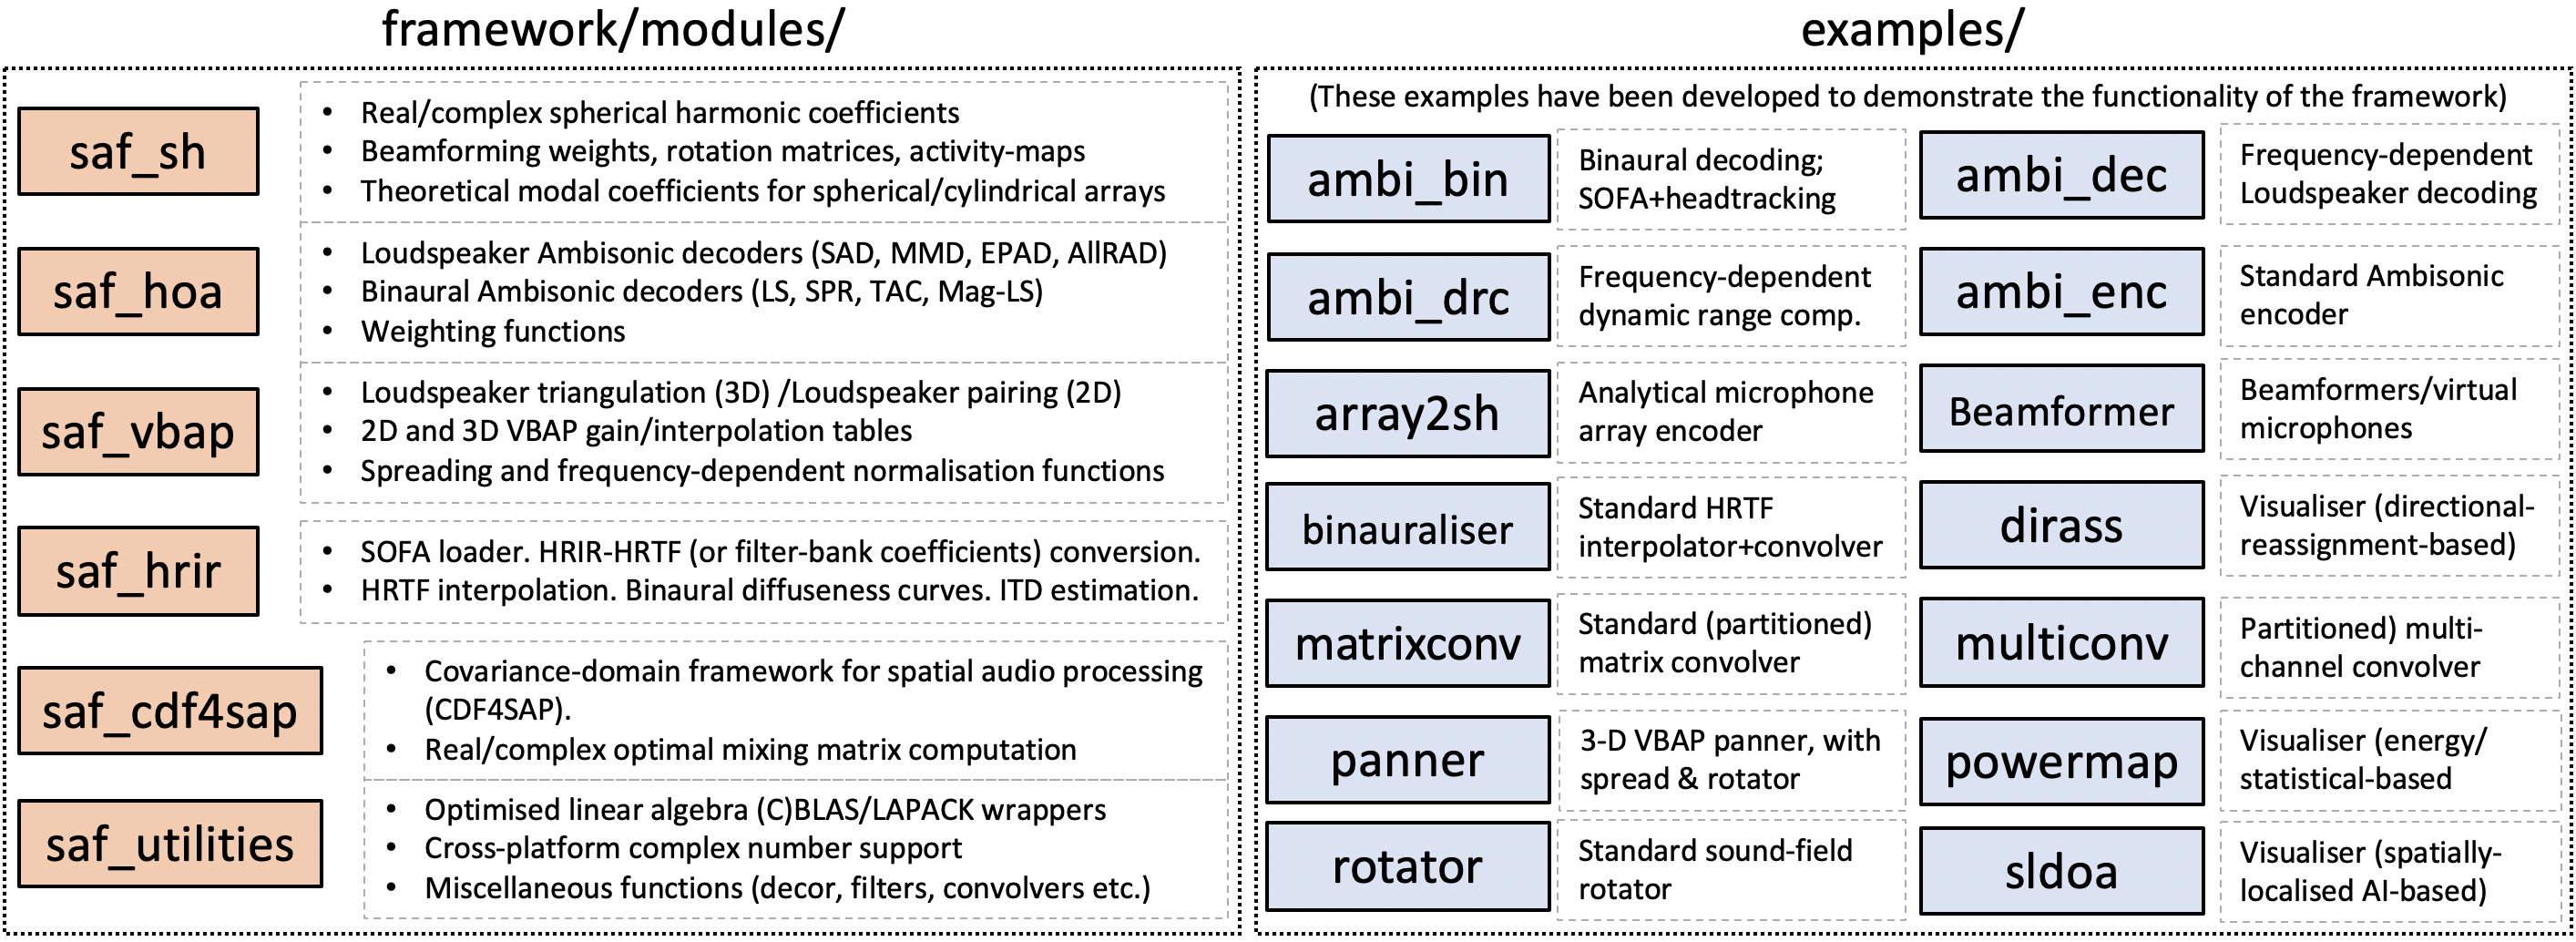 framework/modules/
saf_sh
• Real/complex spherical harmonic coefficients
• Beamforming weights, rotation matrices, activity-maps
• Theoretical modal coefficients for spherical/cylindrical arrays
saf_hoa
• Loudspeaker Ambisonic decoders (SAD, MMD, EPAD, AllRAD)
• Binaural Ambisonic decoders (LS, SPR, TAC, Mag-LS)
• Weighting functions
saf_vbap
• Loudspeaker triangulation (3D) /Loudspeaker pairing (2D)
• 2D and 3D VBAP gain/interpolation tables
• Spreading and frequency-dependent normalisation functions
saf_hrir
• SOFA loader. HRIR-HRTF (or filter-bank coefficients) conversion.
• HRTF interpolation. Binaural diffuseness curves. ITD estimation.
saf_cdf4sap
• Covariance-domain framework for spatial audio processing
(CDF4SAP).
• Real/complex optimal mixing matrix computation
saf_utilities
• Optimised linear algebra (C)BLAS/LAPACK wrappers
• Cross-platform complex number support
• Miscellaneous functions (decor, filters, convolvers etc.)
examples/
(These examples have been developed to demonstrate the functionality of the framework)
ambi_bin
Binaural decoding;
SOFA+headtracking
ambi_dec
Frequency-dependent
Loudspeaker decoding
ambi_drc
Frequency-dependent
dynamic range comp.
ambi_enc
Standard Ambisonic
encoder
array2sh
Analytical microphone
array encoder
Beamformer
Beamformers/virtual
microphones
binauraliser
Standard HRTF
interpolator+convolver
dirass
Visualiser (directional-
reassignment-based)
matrixconv
Standard (partitioned)
matrix convolver
multiconv
Partitioned) multi-
channel convolver
panner
3-D VBAP panner, with
spread & rotator
powermap
Visualiser (energy/
statistical-based
rotator
Standard sound-field
rotator
sldoa
Visualiser (spatially-
localised AI-based)